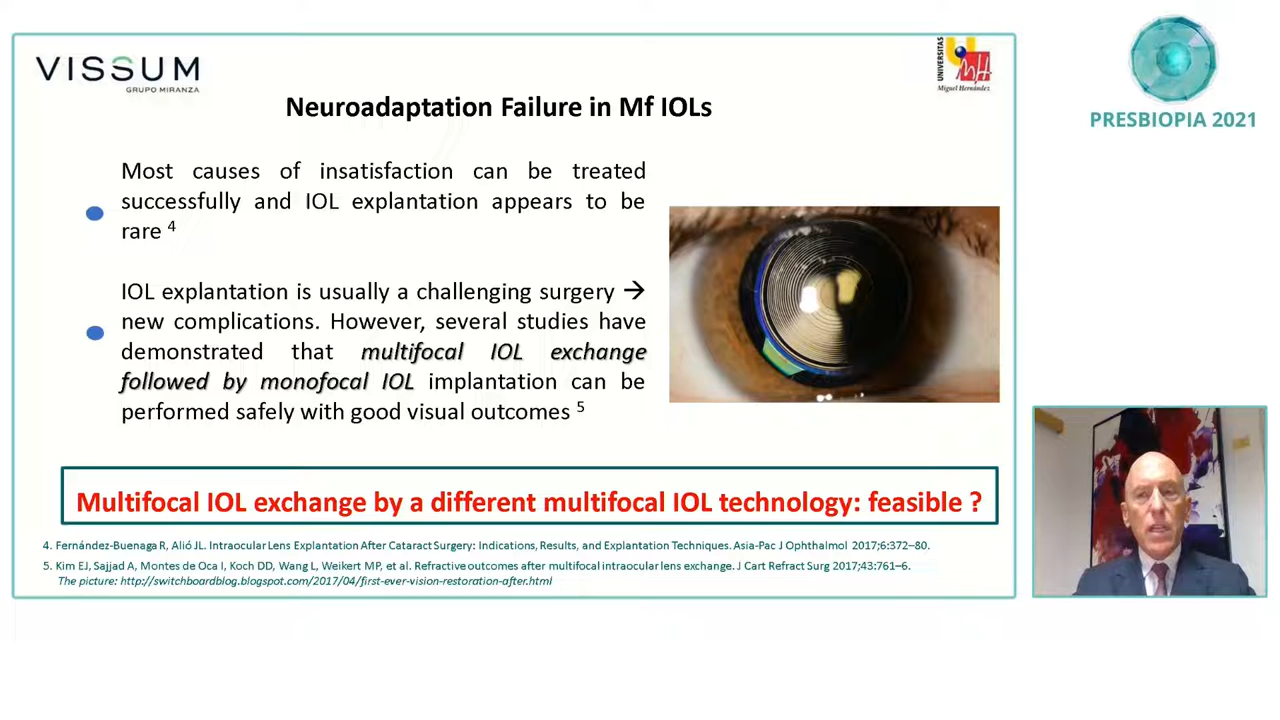 VISSUM
GRUPO MIRANZA
UNIVERSITAS
Miguel Hernández
PRESBIOPIA 2021
Neuroadaptation Failure in Mf IOLs
Most causes of insatisfaction can be treated
successfully and IOL explantation appears to be
rare 4
IOL explantation is usually a challenging surgery →
new complications. However, several studies have
demonstrated that multifocal IOL exchange
followed by monofocal IOL implantation can be
performed safely with good visual outcomes 5
Multifocal IOL exchange by a different multifocal IOL technology: feasible ?
4. Fernández-Buenaga R, Alió JL. Intraocular Lens Explantation After Cataract Surgery: Indications, Results, and Explantation Techniques. Asia-Pac J Ophthalmol 2017;6:372–80.
5. Kim EJ, Sajjad A, Montes de Oca I, Koch DD, Wang L, Weikert MP, et al. Refractive outcomes after multifocal intraocular lens exchange. J Cart Refract Surg 2017;43:761–6.
The picture: http://switchboardblog.blogspot.com/2017/04/first-ever-vision-restoration-after.html